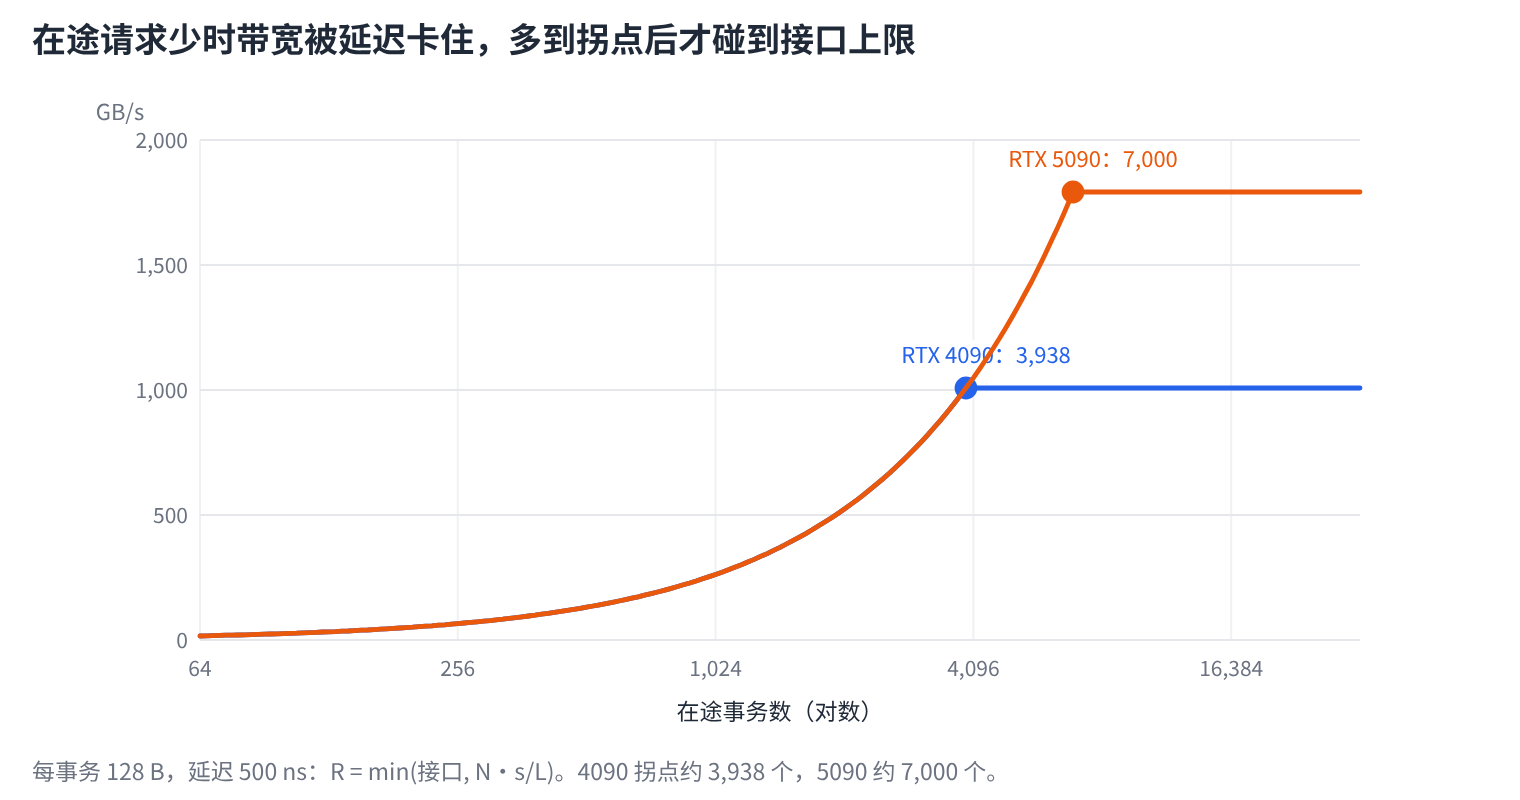 在途请求少时带宽被延迟卡住，多到拐点后才碰到接口上限
GB/s
2,000
RTX 5090：7,000
1,500
RTX 4090：3,938
1,000
500
0
64 256 1,024 4,096 16,384
在途事务数（对数）
每事务 128 B，延迟 500 ns：R = min(接口, N·s/L)。4090 拐点约 3,938 个，5090 约 7,000 个。